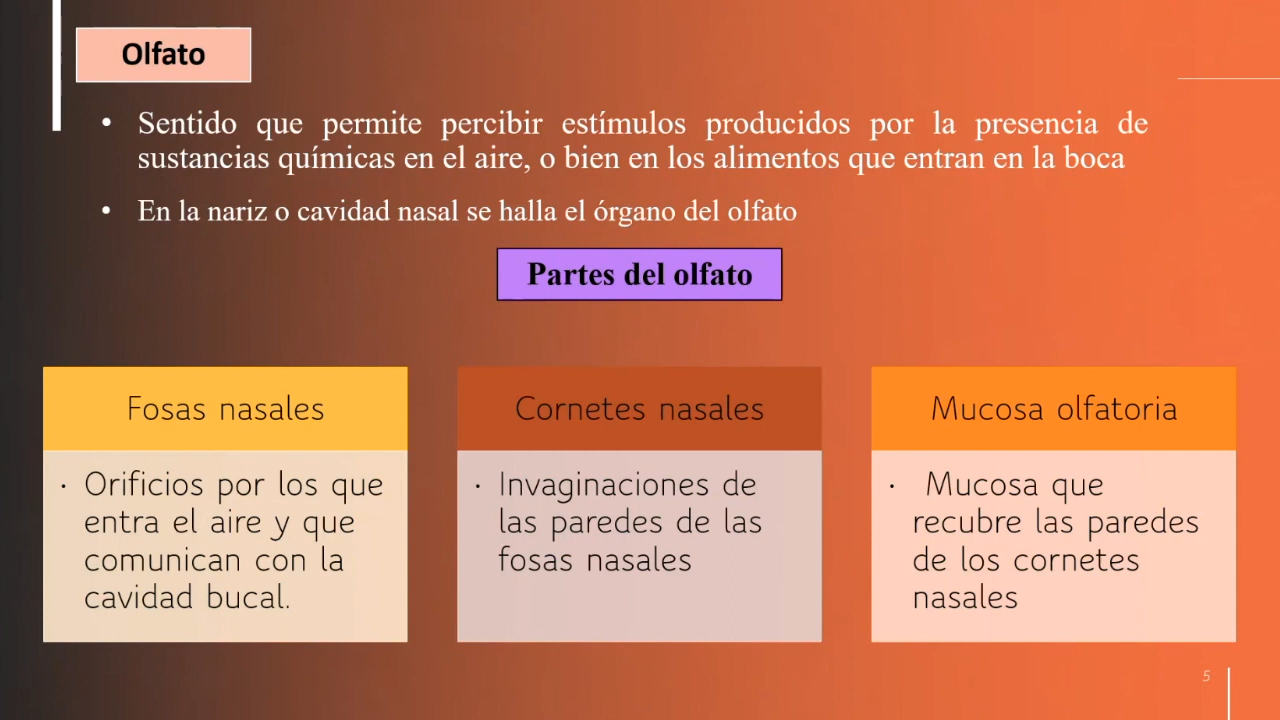 Olfato
• Sentido que permite percibir estímulos producidos por la presencia de
sustancias químicas en el aire, o bien en los alimentos que entran en la boca
• En la nariz o cavidad nasal se halla el órgano del olfato
Partes del olfato
Fosas nasales
• Orificios por los que
entra el aire y que
comunican con la
cavidad bucal.
Cornetes nasales
• Invaginaciones de
las paredes de las
fosas nasales
Mucosa olfatoria
• Mucosa que
recubre las paredes
de los cornetes
nasales
5